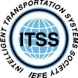 INTELLIGENT TRANSPORTATION SYSTEMS SOCIETY
ITSS
IEEE